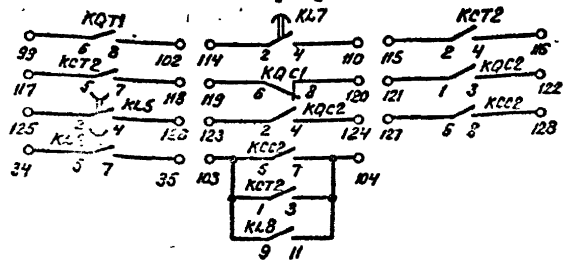 KQT1 KL7 KCT2
99 6 8 102 114 2 4 110 115 2 4 116
KCT2 KQC1 KQC2
117 5 7 118 119 6 8 120 121 1 3 122
KL5 KQC2 KCC2
125 4 123 2 4 124 127 6 8 128
KCC2
34 5 7 35 103 5 7 104
KCT2
1 3
KL8
9 11